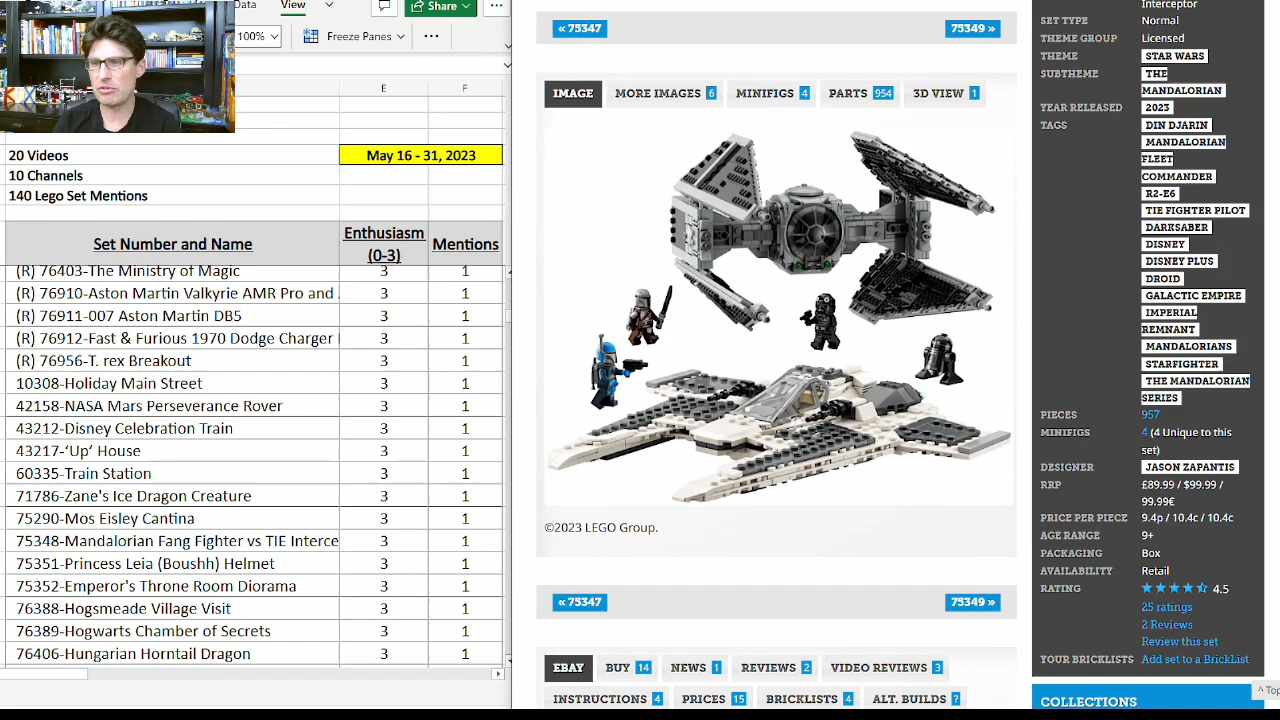 Data View
Share
100% Freeze Panes
E F
20 Videos May 16 - 31, 2023
10 Channels
140 Lego Set Mentions
Set Number and Name Enthusiasm (0-3) Mentions
(R) 76403-The Ministry of Magic 3 1
(R) 76910-Aston Martin Valkyrie AMR Pro and 3 1
(R) 76911-007 Aston Martin DB5 3 1
(R) 76912-Fast & Furious 1970 Dodge Charger 3 1
(R) 76956-T. rex Breakout 3 1
10308-Holiday Main Street 3 1
42158-NASA Mars Perseverance Rover 3 1
43212-Disney Celebration Train 3 1
43217-‘Up’ House 3 1
60335-Train Station 3 1
71786-Zane's Ice Dragon Creature 3 1
75290-Mos Eisley Cantina 3 1
75348-Mandalorian Fang Fighter vs TIE Interce 3 1
75351-Princess Leia (Boushh) Helmet 3 1
75352-Emperor's Throne Room Diorama 3 1
76388-Hogsmeade Village Visit 3 1
76389-Hogwarts Chamber of Secrets 3 1
76406-Hungarian Horntail Dragon 3 1
« 75347 75349 »
IMAGE MORE IMAGES 6 MINIFIGS 4 PARTS 954 3D VIEW 1
©2023 LEGO Group.
« 75347 75349 »
EBAY BUY 14 NEWS 1 REVIEWS 2 VIDEO REVIEWS 3
INSTRUCTIONS 4 PRICES 15 BRICKLISTS 4 ALT. BUILDS ?
Interceptor
SET TYPE Normal
THEME GROUP Licensed
THEME STAR WARS
SUBTHEME THE
MANDALORIAN
YEAR RELEASED 2023
TAGS DIN DJARIN
MANDALORIAN
FLEET
COMMANDER
R2-E6
TIE FIGHTER PILOT
DARKSABER
DISNEY
DISNEY PLUS
DROID
GALACTIC EMPIRE
IMPERIAL
REMNANT
MANDALORIANS
STARFIGHTER
THE MANDALORIAN
SERIES
PIECES 957
MINIFIGS 4 (4 Unique to this
set)
DESIGNER JASON ZAPANTIS
RRP £89.99 / $99.99 /
99.99€
PRICE PER PIECE 9.4p / 10.4c / 10.4c
AGE RANGE 9+
PACKAGING Box
AVAILABILITY Retail
RATING 4.5
25 ratings
2 Reviews
Review this set
YOUR BRICKLISTS Add set to a BrickList
^ Top
COLLECTIONS